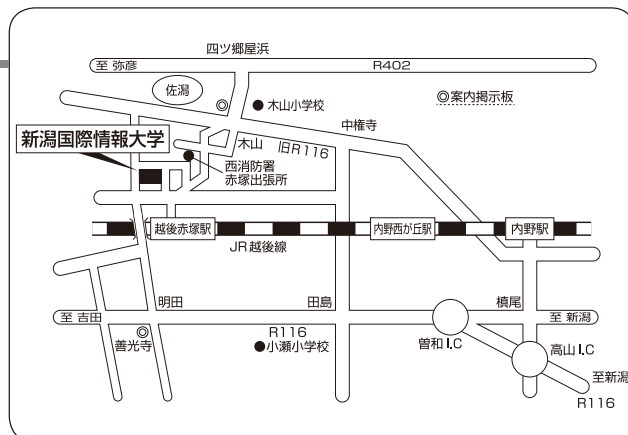 四ツ郷屋浜
至 弥彦
R402
佐潟
◎
●木山小学校
◎案内掲示板
中権寺
新潟国際情報大学
木山
旧R116
西消防署
赤塚出張所
越後赤塚駅
内野西が丘駅
内野駅
JR越後線
明田
田島
槙尾
至 吉田
至 新潟
◎
善光寺
R116
●小瀬小学校
曽和 I.C
高山 I.C
至新潟
R116